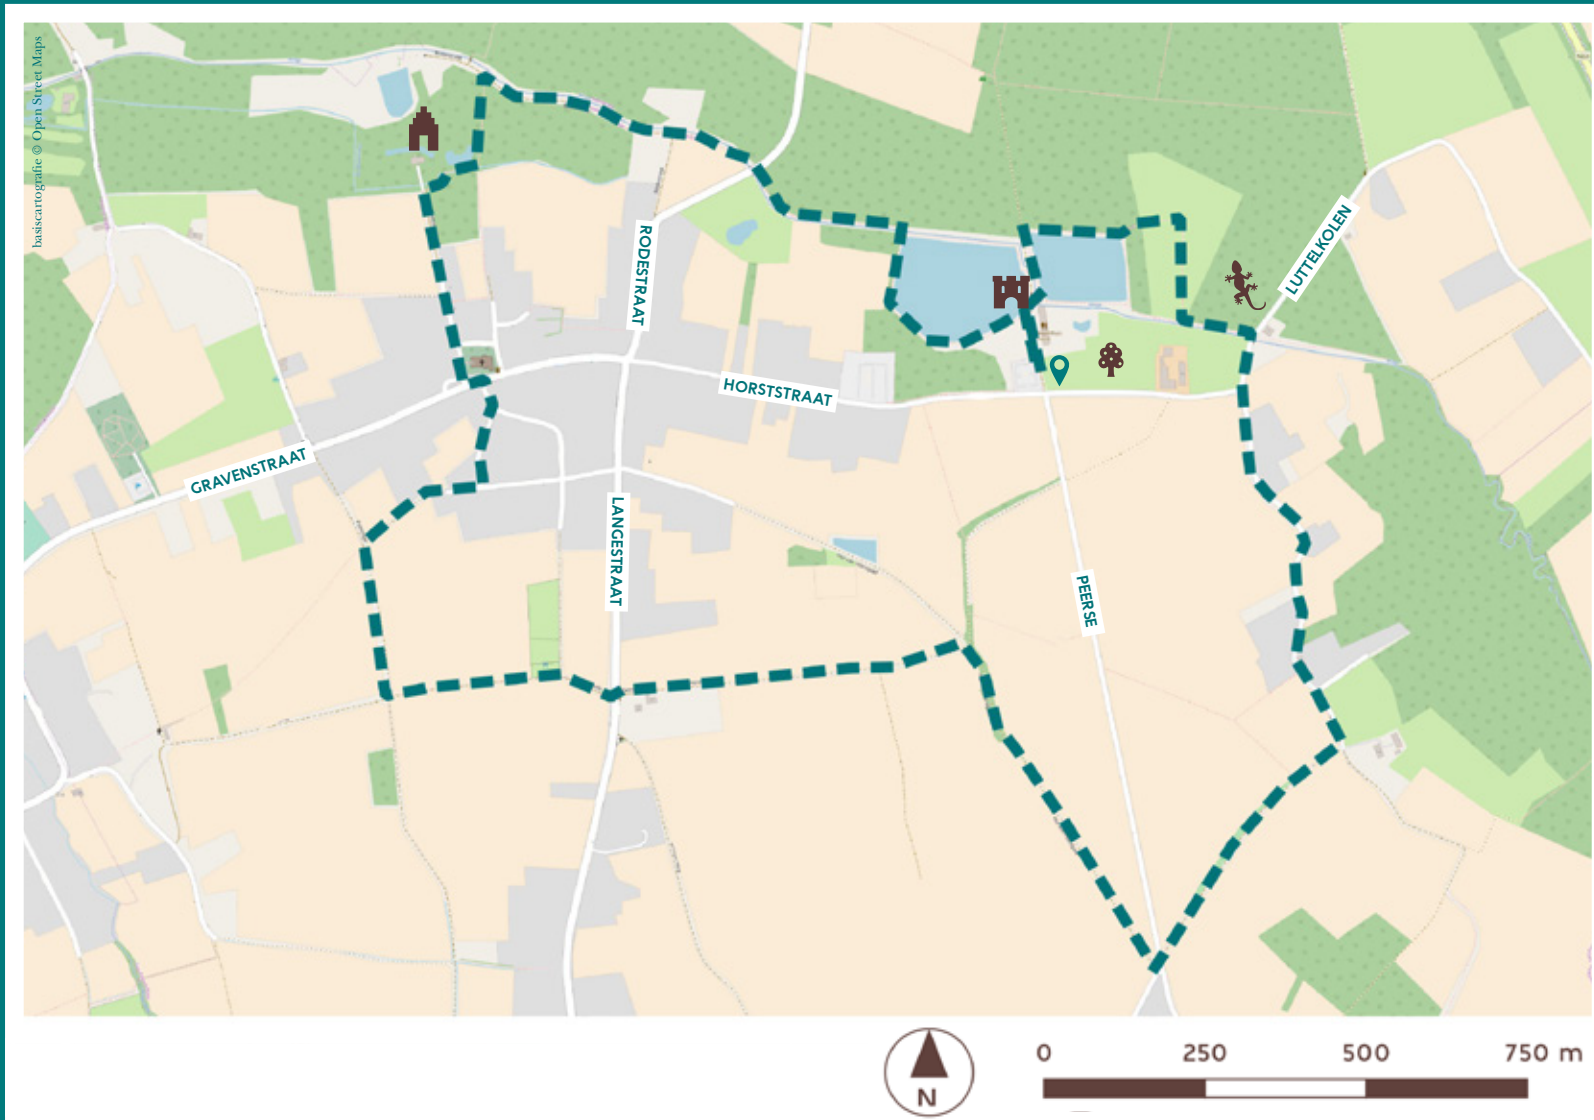 basiscartografie © Open Street Maps
RODESTRAAT
LUTTELKOLEN
HORSTSTRAAT
GRAVENSTRAAT
LANGESTRAAT
PEERSE
N
0 250 500 750 m